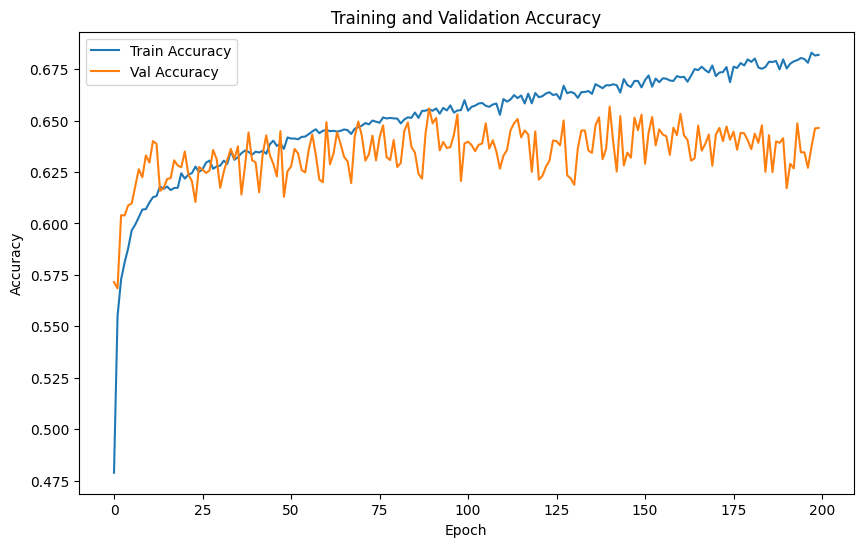 Training and Validation Accuracy
Train Accuracy
Val Accuracy
0.675
0.650
0.625
0.600
0.575
0.550
0.525
0.500
0.475
Accuracy
0 25 50 75 100 125 150 175 200
Epoch